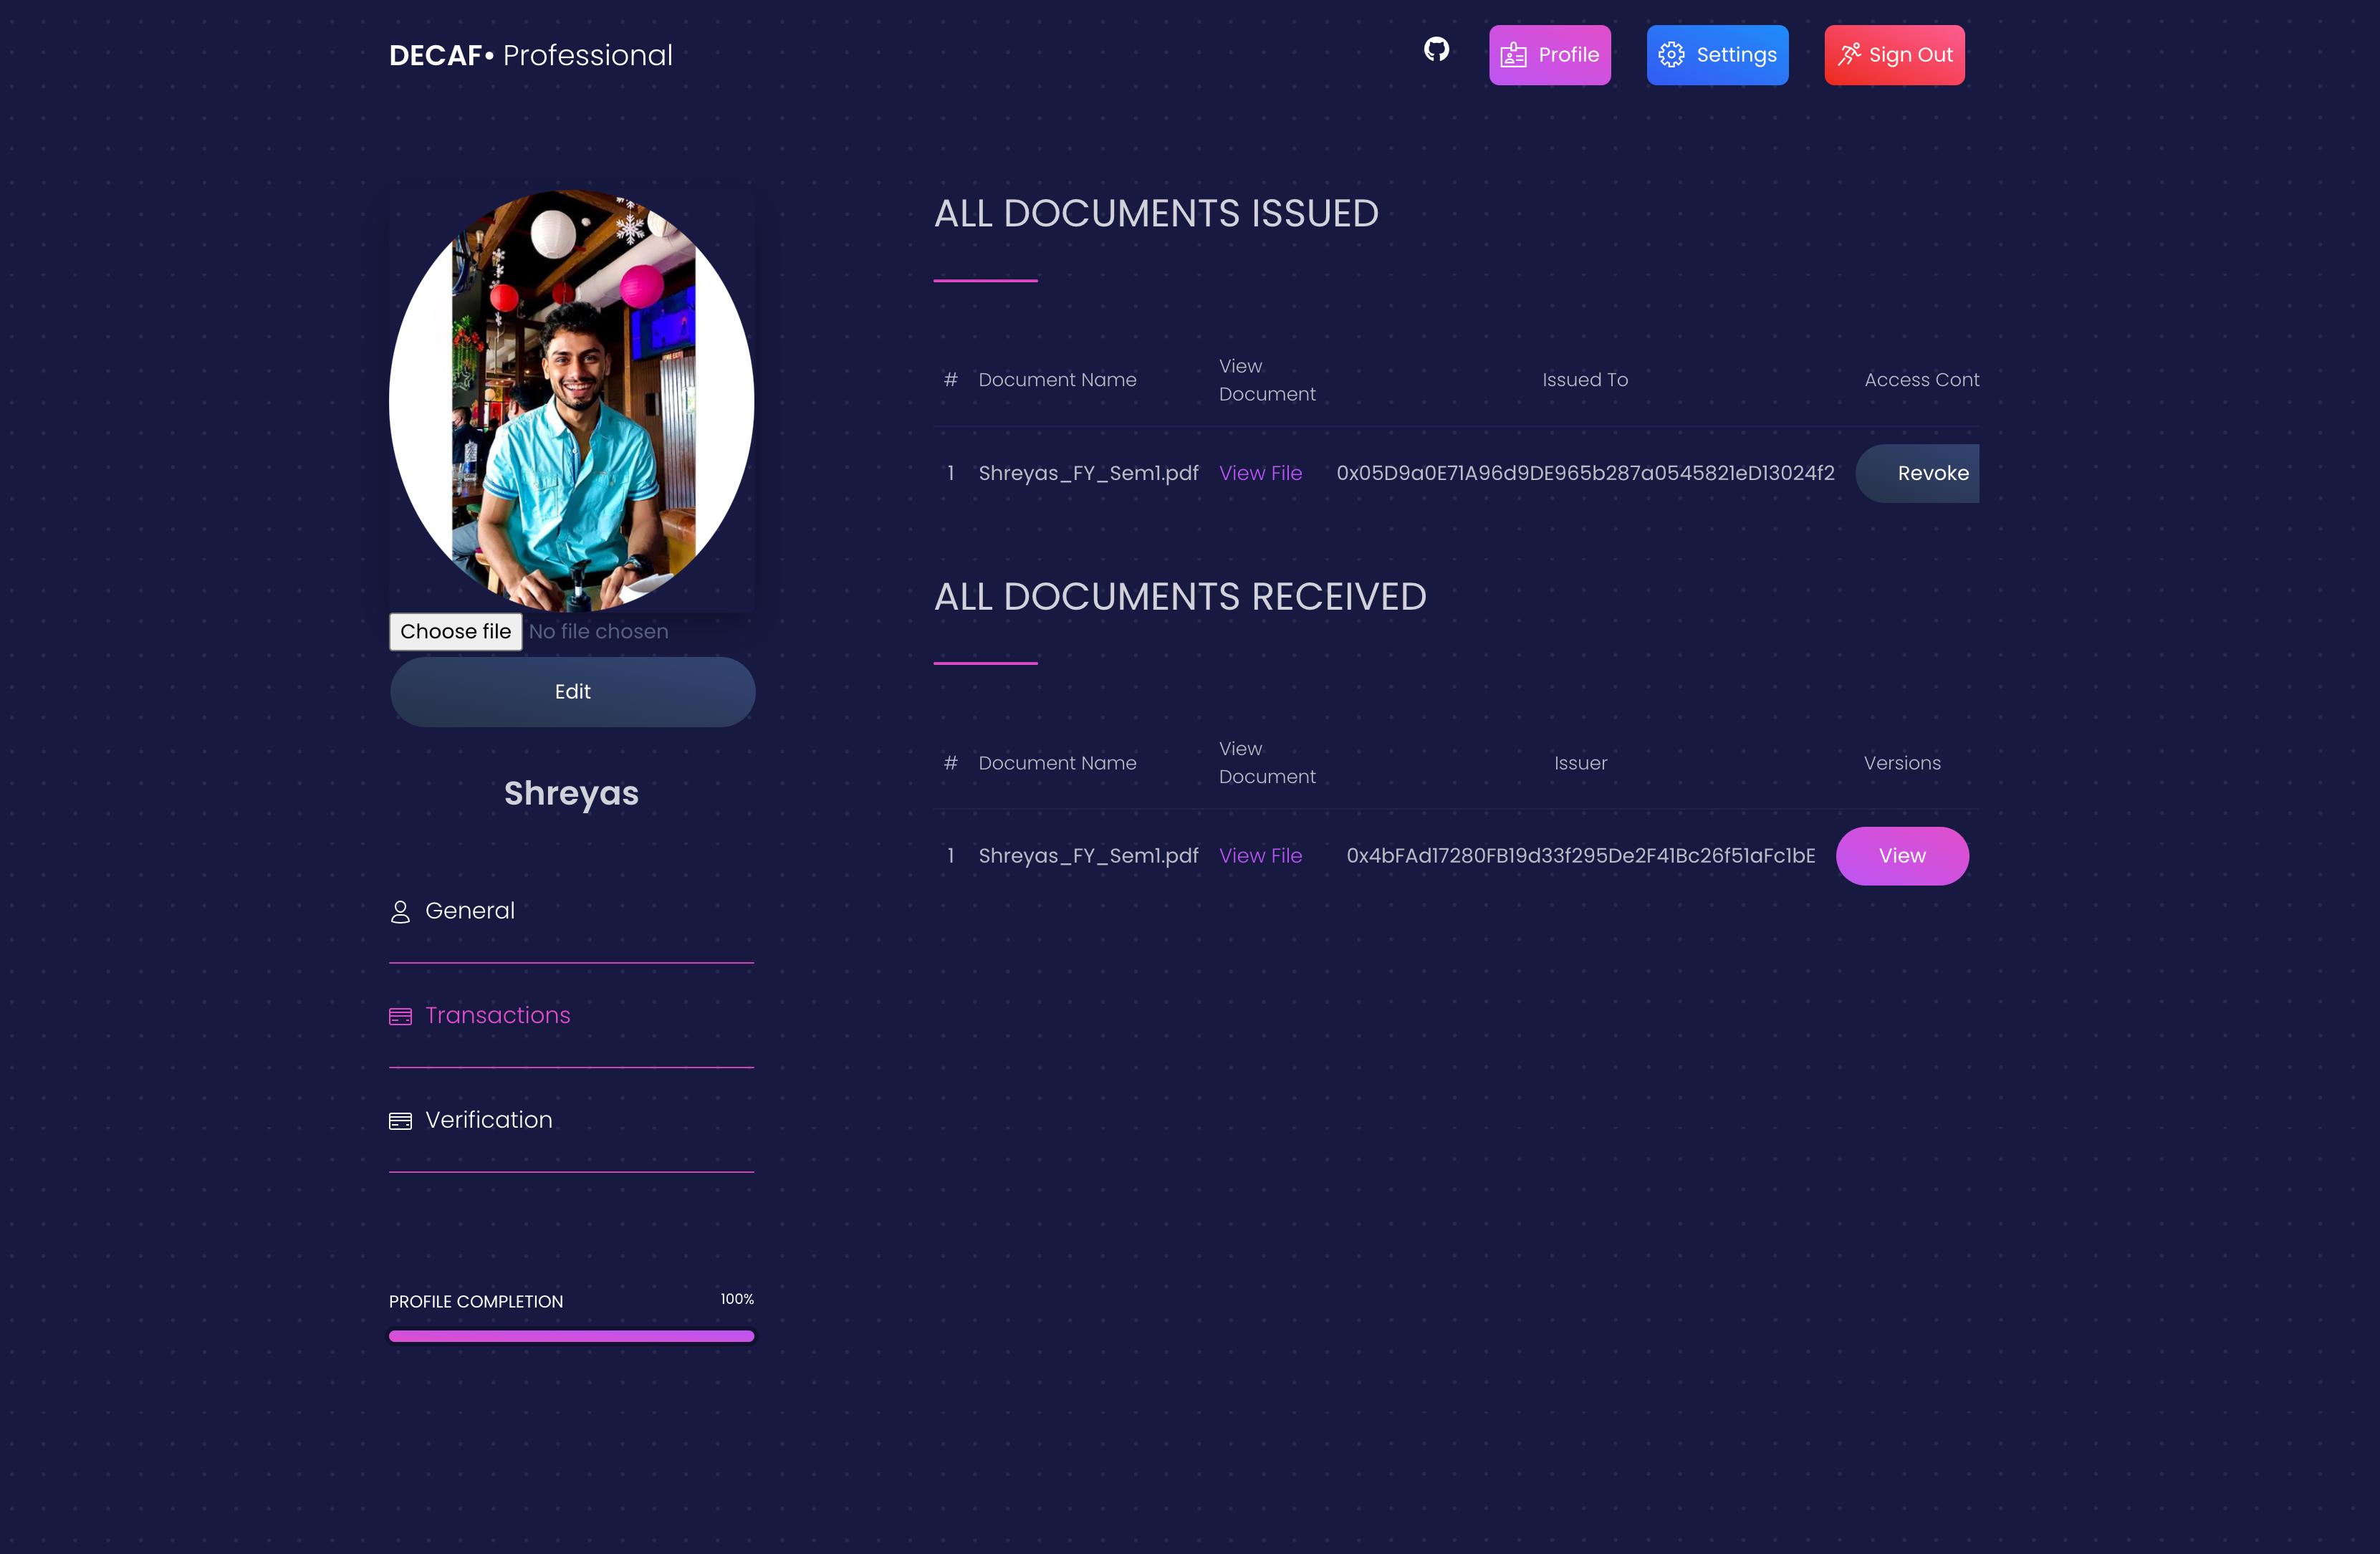 DECAF• Professional
Profile
Settings
Sign Out
ALL DOCUMENTS ISSUED
# Document Name View Document Issued To Access Cont
1 Shreyas_FY_Sem1.pdf View File 0x05D9a0E71A96d9DE965b287a0545821eD13024f2 Revoke
Choose file No file chosen
Edit
Shreyas
General
Transactions
Verification
PROFILE COMPLETION 100%
ALL DOCUMENTS RECEIVED
# Document Name View Document Issuer Versions
1 Shreyas_FY_Sem1.pdf View File 0x4bFAd17280FB19d33f295De2F41Bc26f51aFc1bE View